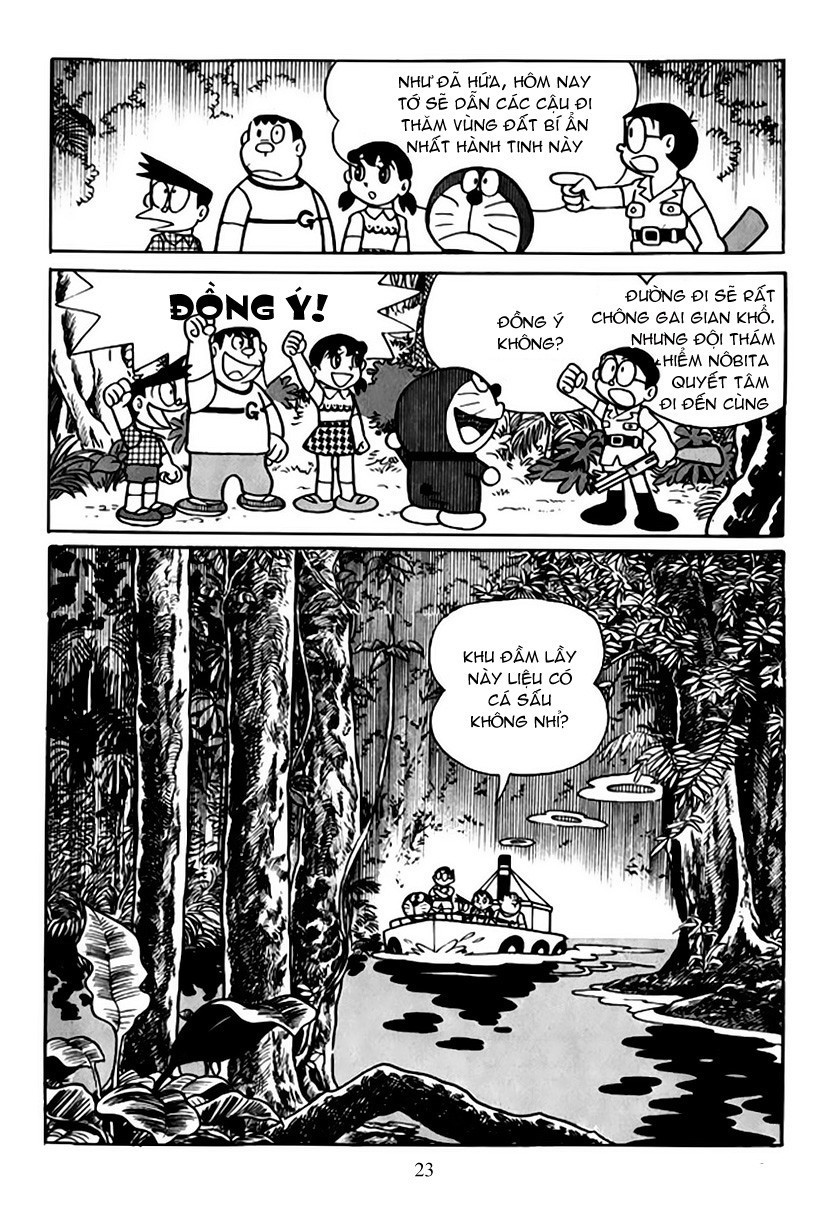 NHƯ ĐÃ HỨA, HÔM NAY
TỚ SẼ DẪN CÁC CẬU ĐI
THĂM VÙNG ĐẤT BÍ ẨN
NHẤT HÀNH TINH NÀY
G
ĐƯỜNG ĐI SẼ RẤT
CHÔNG GAI GIAN KHỔ.
NHƯNG ĐỘI THÁM
HIỂM NÔBITA
QUYẾT TÂM
ĐI ĐẾN CÙNG
ĐỒNG Ý
KHÔNG?
ĐỒNG Ý!
G
KHU ĐẦM LẦY
NÀY LIỆU CÓ
CÁ SẤU
KHÔNG NHỈ?
23